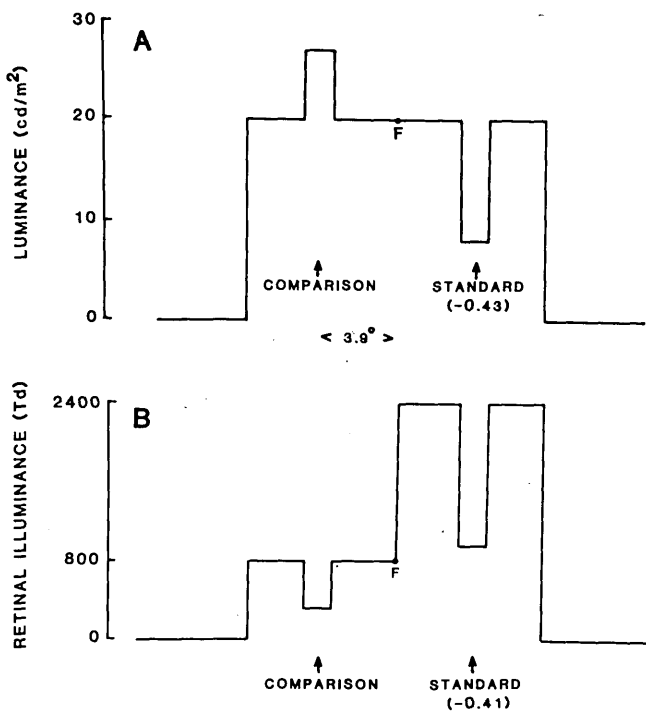 30
A
20
F
10
0
LUMINANCE (cd/m²)
COMPARISON
STANDARD
(-0.43)
< 3.9° >
2400
B
800
F
0
RETINAL ILLUMINANCE (Td)
COMPARISON
STANDARD
(-0.41)